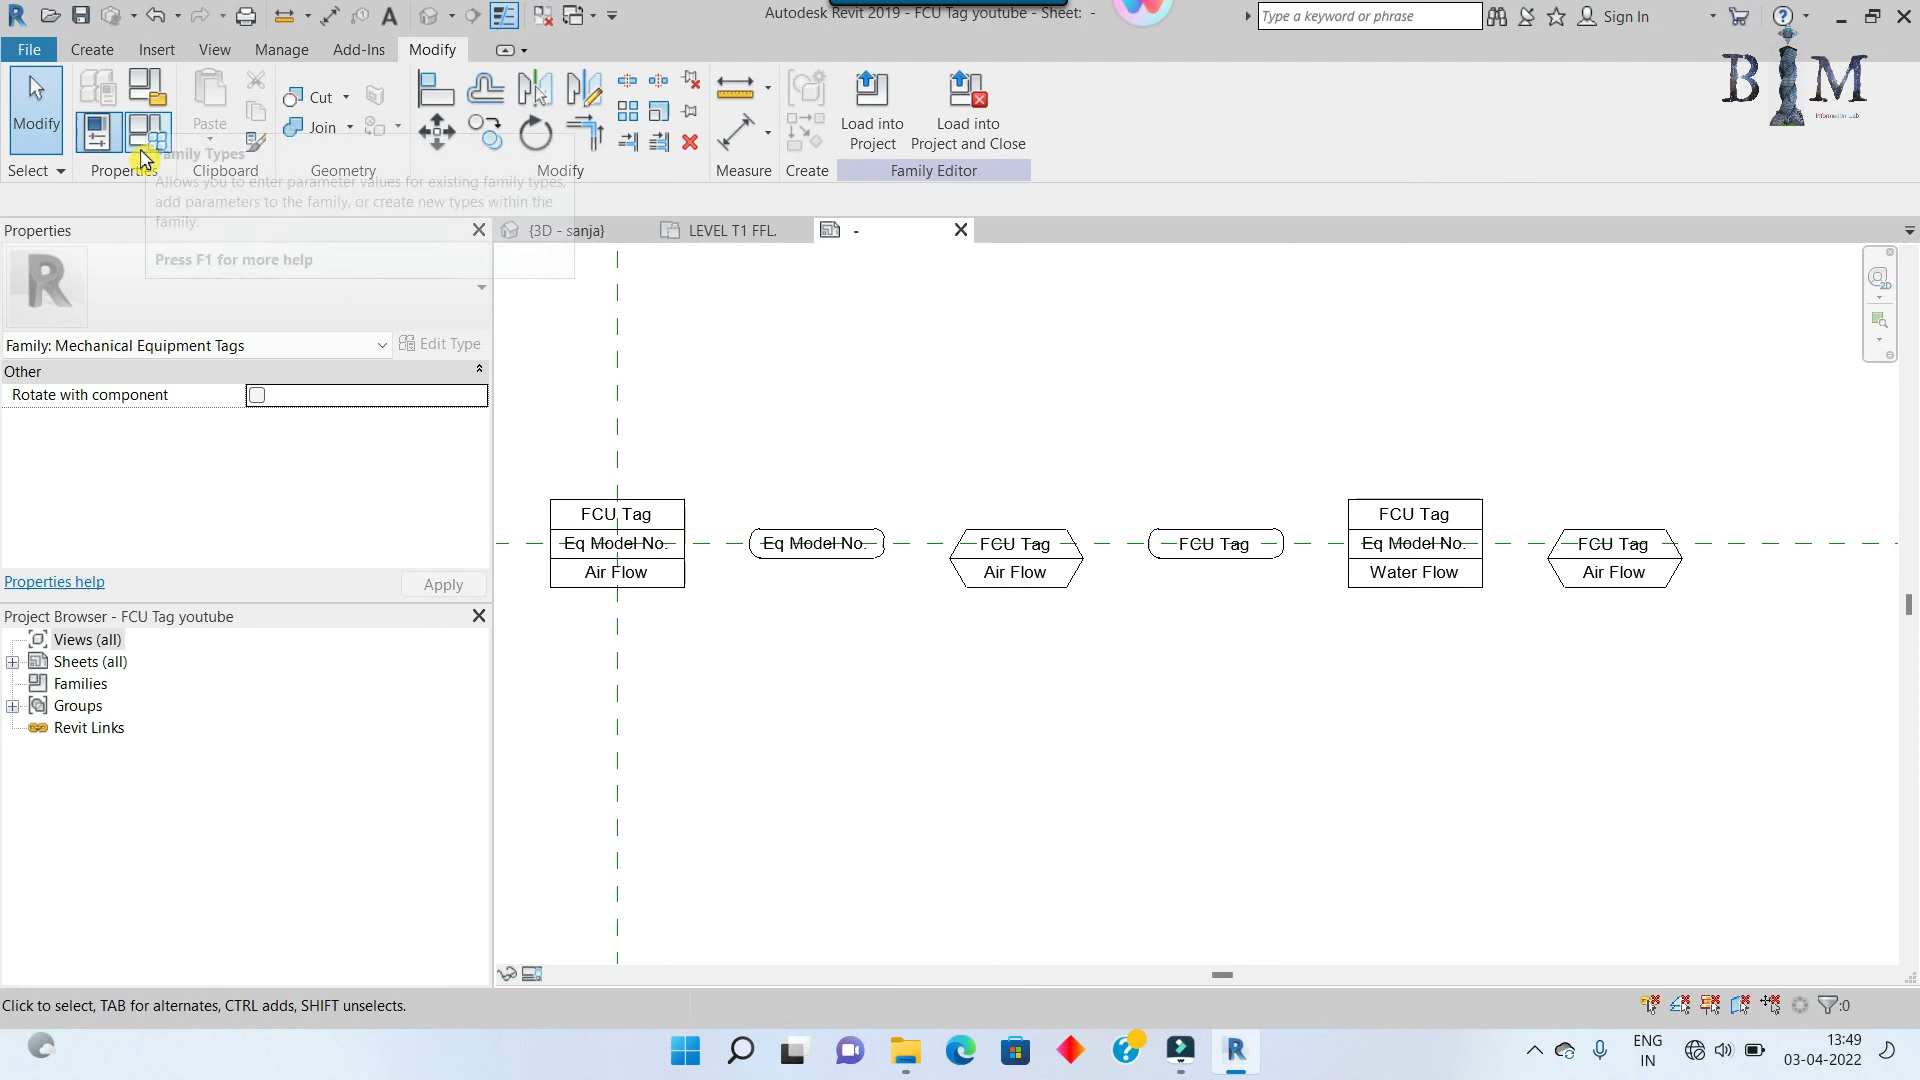 Autodesk Revit 2019 - FCU Tag youtube - Sheet: -
Type a keyword or phrase
Sign In
File
Create
Insert
View
Manage
Add-Ins
Modify
Modify
Paste
Cut
Join
Load into
Project
Load into
Project and Close
Select
Properties
Clipboard
Geometry
Modify
Measure
Create
Family Editor
BIM
Information Lab
Family Types
Allows you to enter parameter values for existing family types,
add parameters to the family, or create new types within the
family.
Press F1 for more help
Properties
{3D - sanja}
LEVEL T1 FFL.
-
R
Family: Mechanical Equipment Tags
Edit Type
Other
Rotate with component
Properties help
Apply
Project Browser - FCU Tag youtube
Views (all)
Sheets (all)
Families
Groups
Revit Links
FCU Tag
Eq Model No.
Air Flow
Eq Model No.
FCU Tag
Air Flow
FCU Tag
FCU Tag
Eq Model No.
Water Flow
FCU Tag
Air Flow
2D
Click to select, TAB for alternates, CTRL adds, SHIFT unselects.
:0
ENG
IN
13:49
03-04-2022